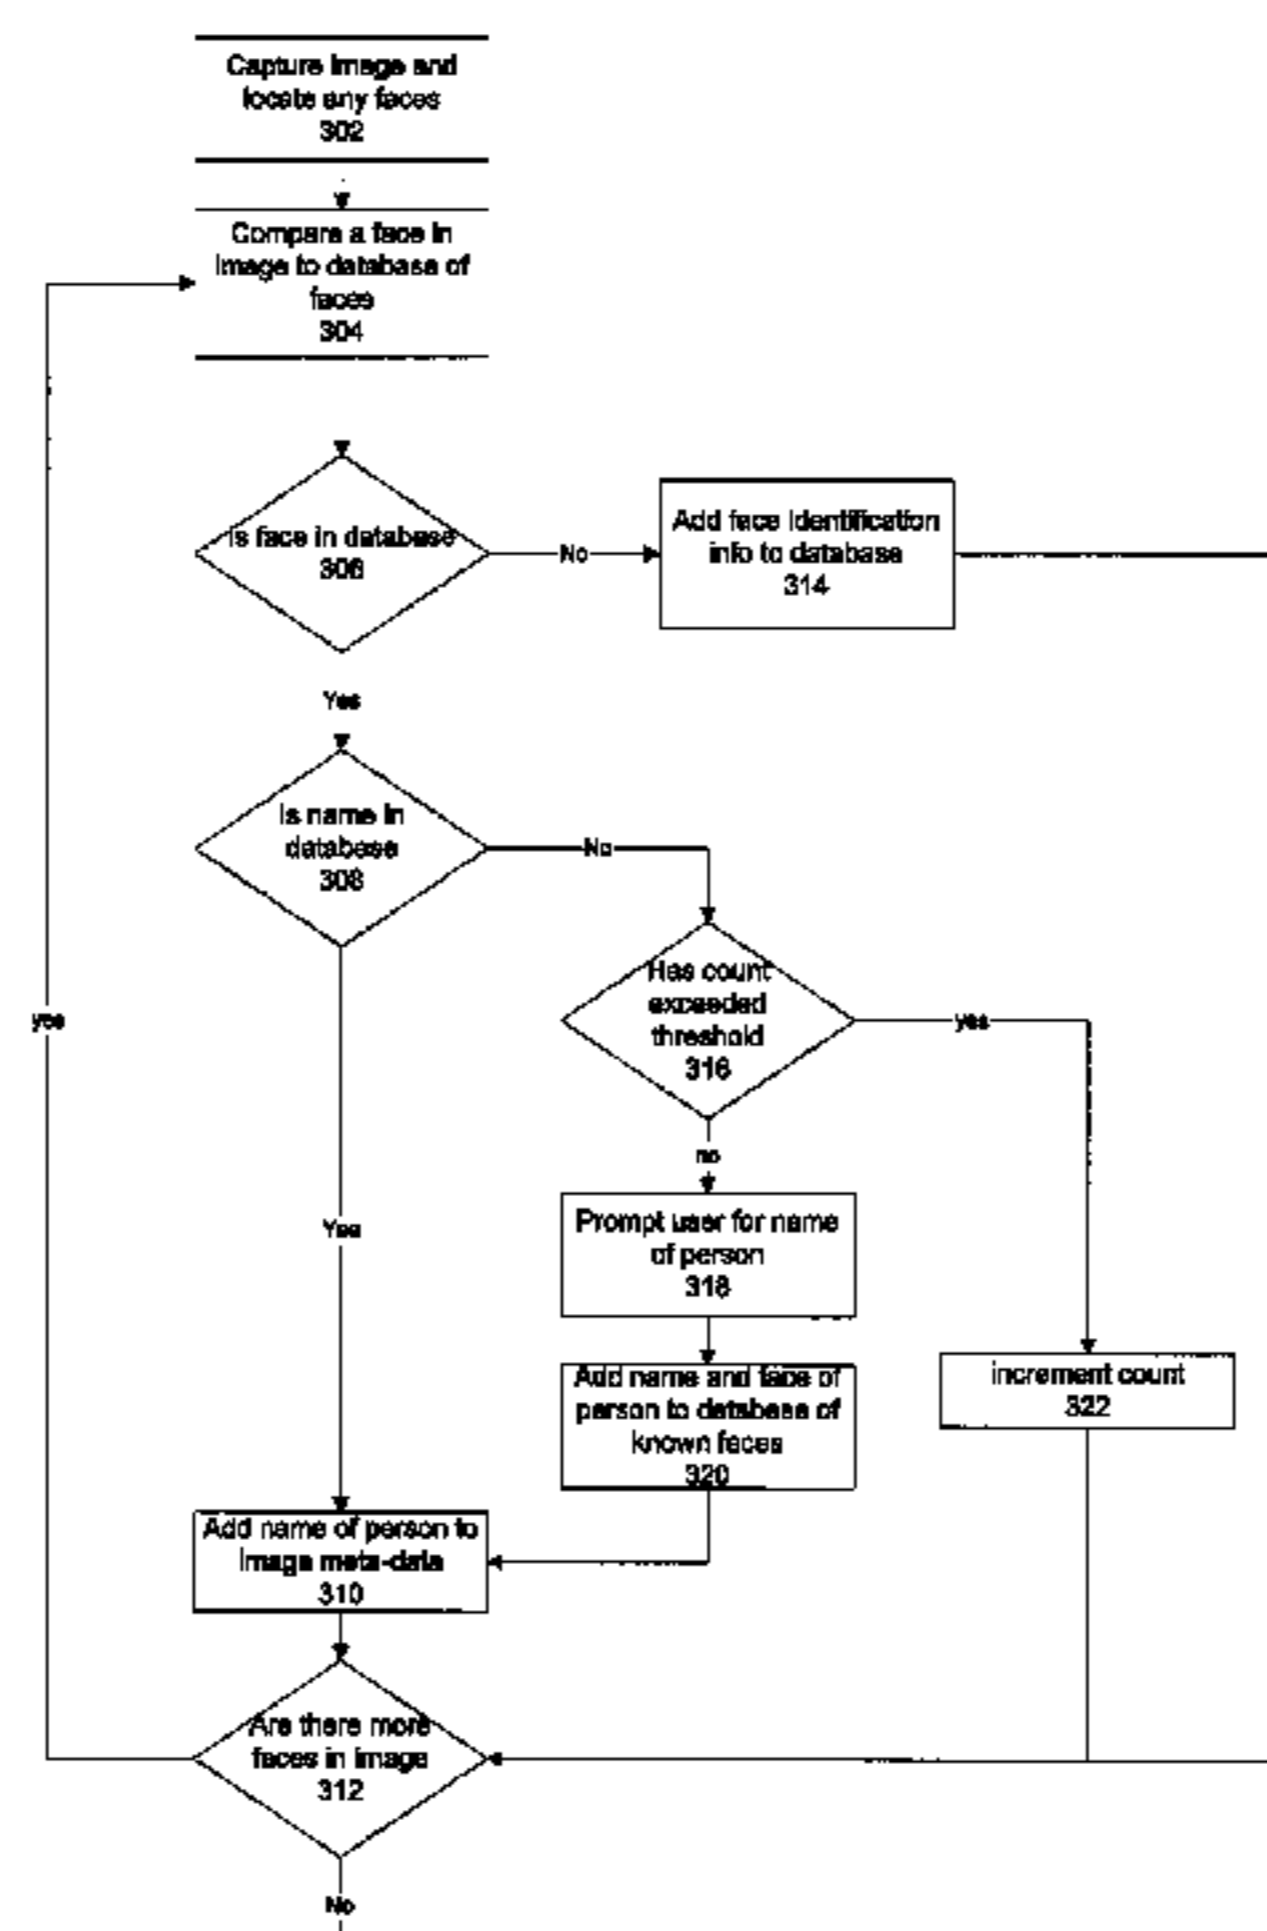 Capture image and
locate any faces
302
Compare a face in
image to database of
faces
304
Is face in database
306
No
Add face identification
info to database
314
Yes
Is name in
database
308
No
Has count
exceeded
threshold
316
yes
yes
no
Prompt user for name
of person
318
Yes
Add name and face of
person to database of
known faces
320
increment count
322
Add name of person to
image meta-data
310
Are there more
faces in image
312
No